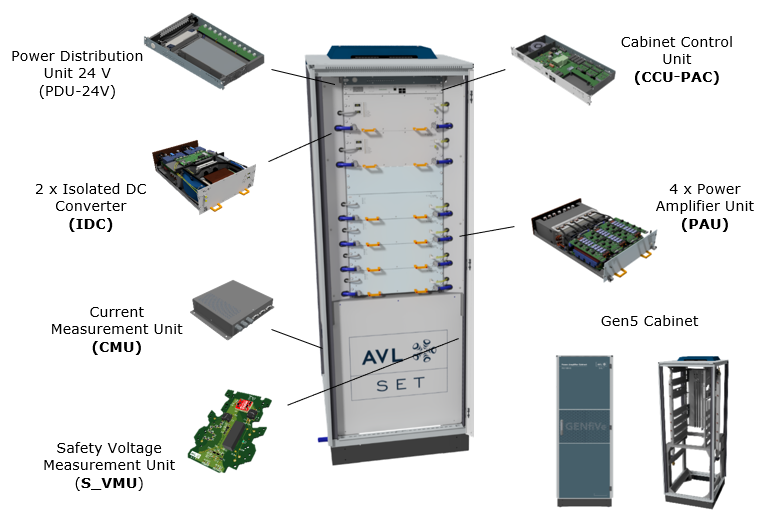 Power Distribution
Unit 24 V
(PDU-24V)
Cabinet Control
Unit
(CCU-PAC)
2 x Isolated DC
Converter
(IDC)
4 x Power
Amplifier Unit
(PAU)
Current
Measurement Unit
(CMU)
Gen5 Cabinet
AVL
SET
Safety Voltage
Measurement Unit
(S_VMU)